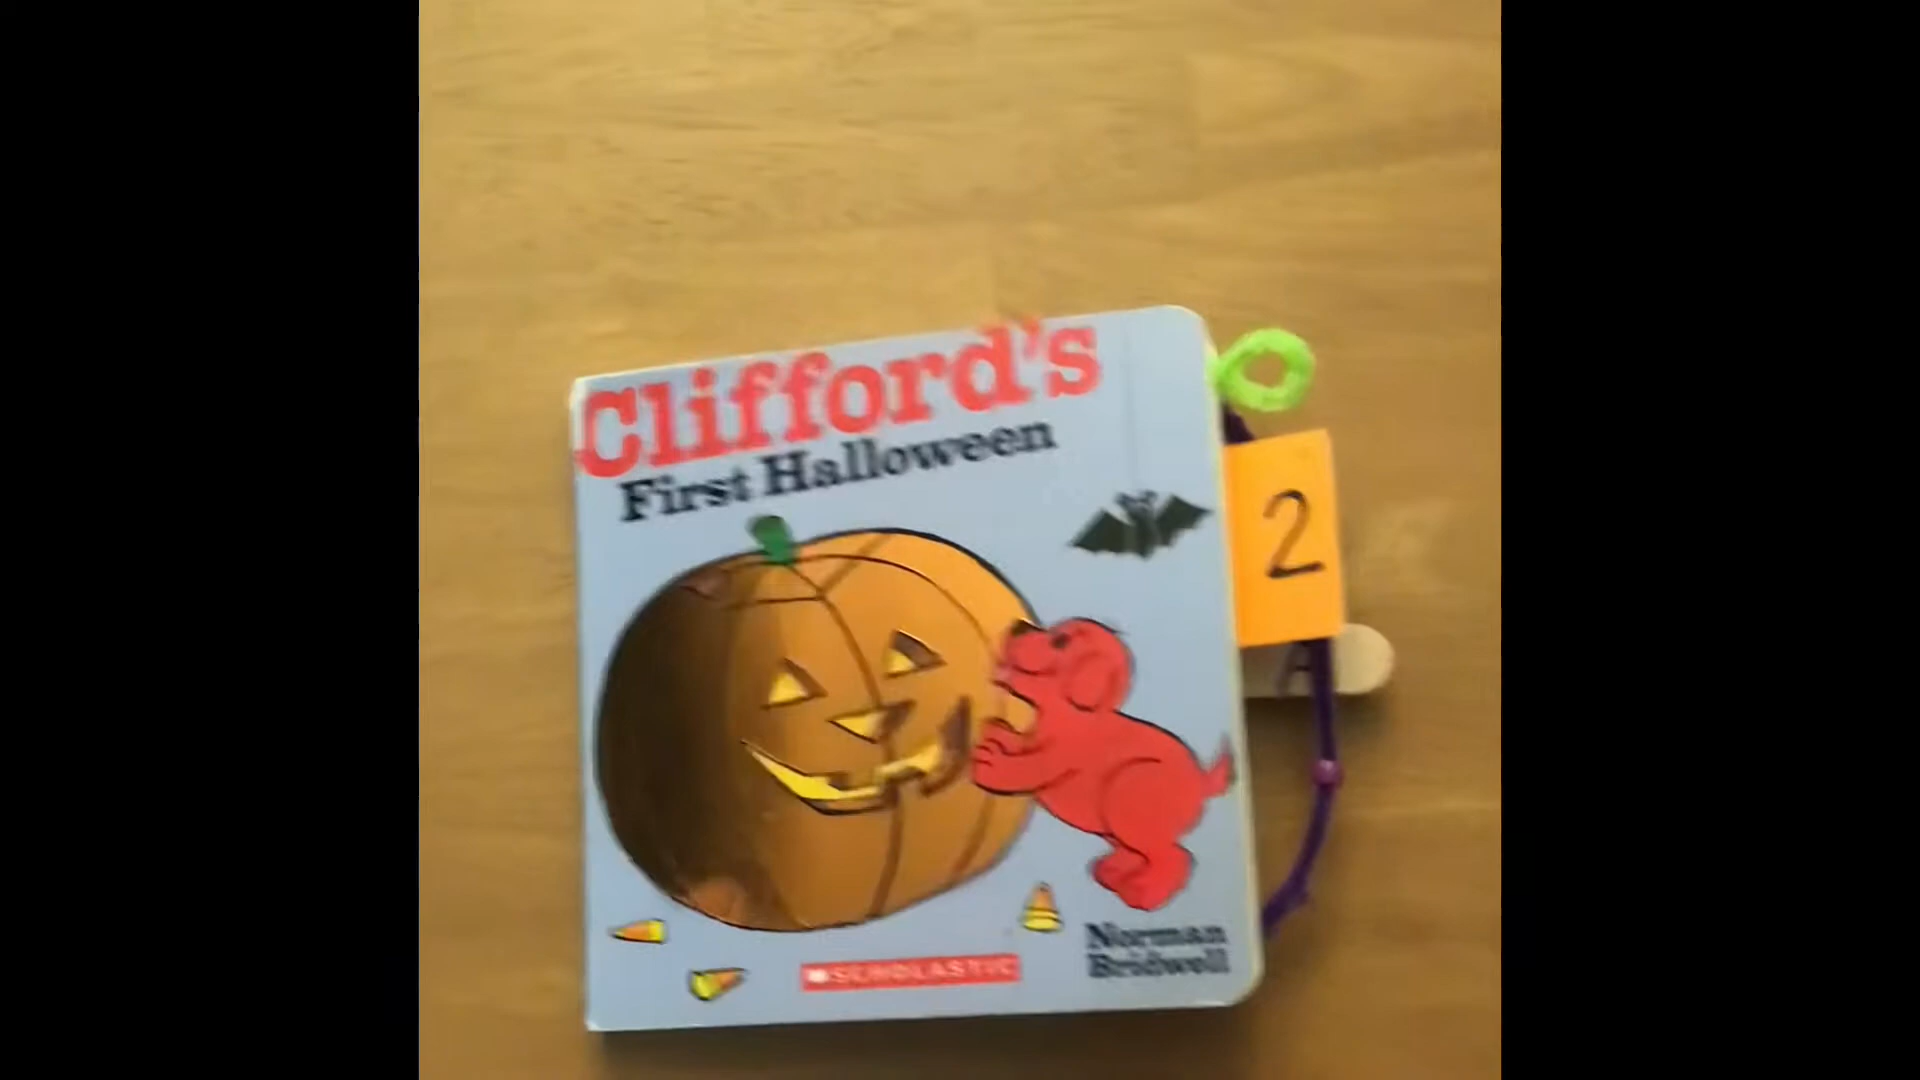 Clifford's
First Halloween
2
A
SCHOLASTIC
Norman
Bridwell